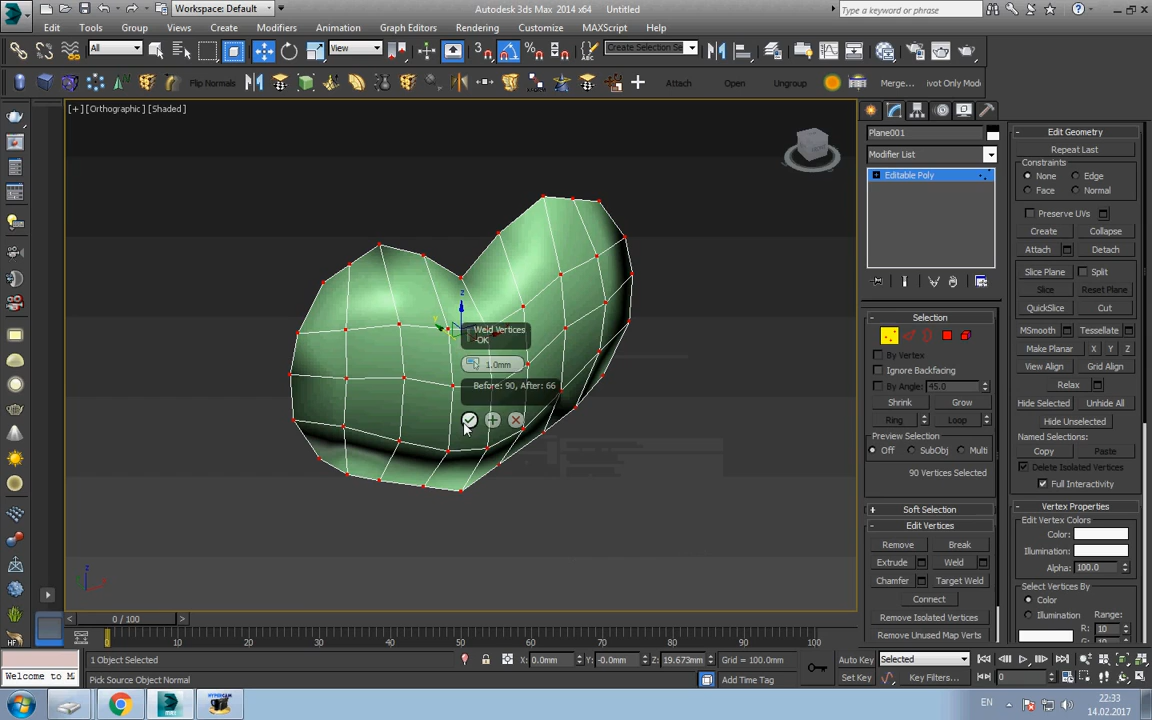 Workspace: Default
Autodesk 3ds Max 2014 x64 Untitled
Type a keyword or phrase
Edit Tools Group Views Create Modifiers Animation Graph Editors Rendering Customize MAXScript Help
All View Create Selection Se
Flip Normals Attach Open Ungroup Merge... ivot Only Modi
[+] [Orthographic] [Shaded]
Plane001
Modifier List
Editable Poly
Edit Geometry
Repeat Last
Constraints
None Edge
Face Normal
Preserve UVs
Create Collapse
Attach Detach
Slice Plane Split
Slice Reset Plane
QuickSlice Cut
MSmooth Tessellate
Make Planar X Y Z
View Align Grid Align
Relax
Hide Selected Unhide All
Hide Unselected
Named Selections:
Copy Paste
Delete Isolated Vertices
Full Interactivity
Vertex Properties
Edit Vertex Colors
Color:
Illumination:
Alpha: 100.0
Select Vertices By
Color
Illumination Range:
R: 10
G: 10
Selection
By Vertex
Ignore Backfacing
By Angle: 45.0
Shrink Grow
Ring Loop
Preview Selection
Off SubObj Multi
90 Vertices Selected
Soft Selection
Edit Vertices
Remove Break
Extrude Weld
Chamfer Target Weld
Connect
Remove Isolated Vertices
Remove Unused Map Verts
Weld Vertices
-OK
1.0mm
Before: 90, After: 66
z
y
z
x
0 / 100
0 10 20 30 40 50 60 70 80 90 100
1 Object Selected
X: 0.0mm Y: -0.0mm Z: 19.673mm Grid = 100.0mm
Auto Key Selected
Welcome to M
Pick Source Object Normal
Add Time Tag
Set Key Key Filters... 0
HF
EN
22:33
14.02.2017